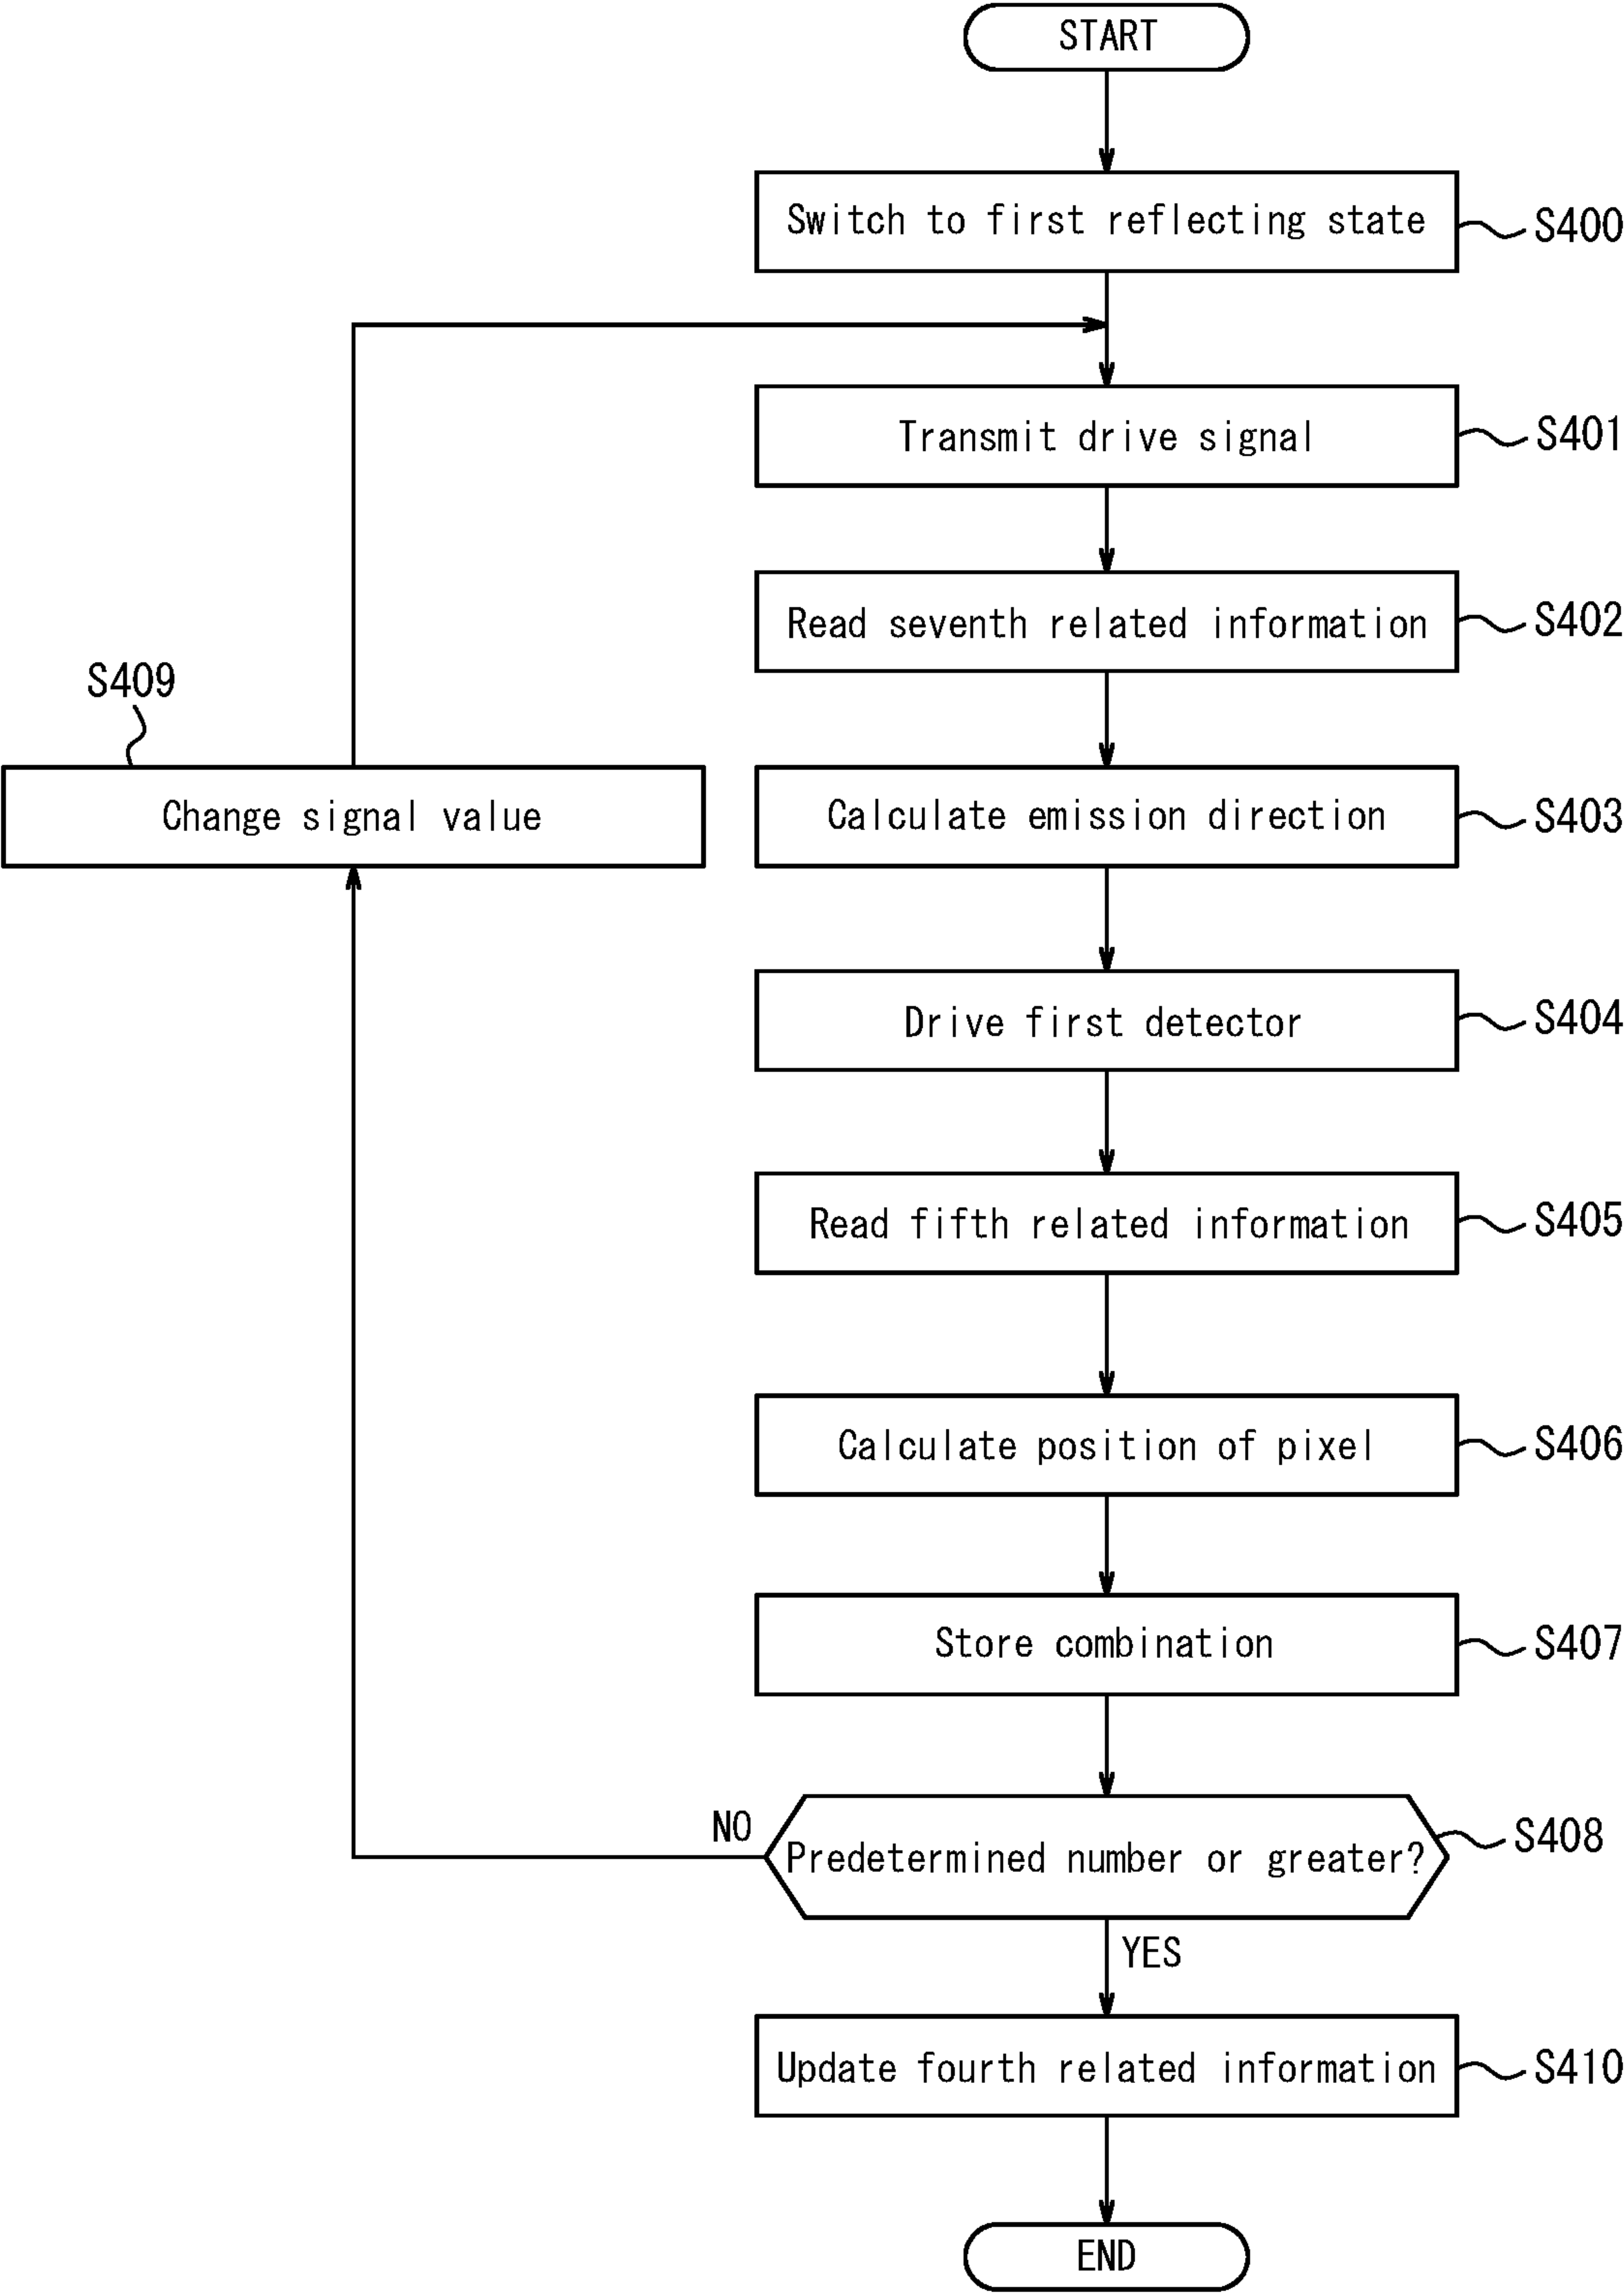 START
Switch to first reflecting state
S400
Transmit drive signal
S401
Read seventh related information
S402
S409
Change signal value
Calculate emission direction
S403
Drive first detector
S404
Read fifth related information
S405
Calculate position of pixel
S406
Store combination
S407
NO
Predetermined number or greater?
S408
YES
Update fourth related information
S410
END